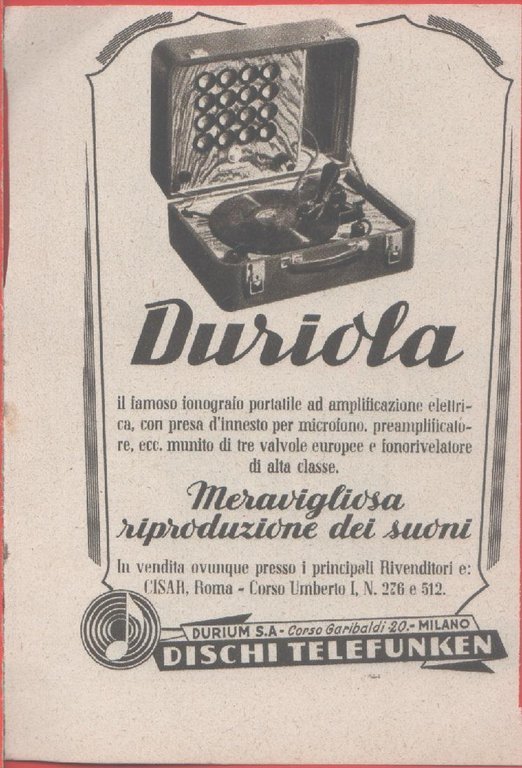 Duriola
il famoso fonografo portatile ad amplificazione elettri-
ca, con presa d'innesto per microfono, preamplificato-
re, ecc. munito di tre valvole europee e fonorivelatore
di alta classe.
Meravigliosa
riproduzione dei suoni
In vendita ovunque presso i principali Rivenditori e:
CISAR, Roma - Corso Umberto I, N. 276 e 512.
DURIUM S.A - Corso Garibaldi 20.- MILANO
DISCHI TELEFUNKEN